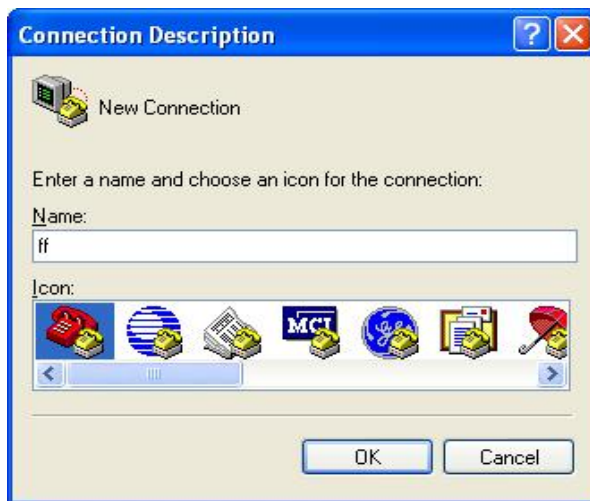 Connection Description
New Connection
Enter a name and choose an icon for the connection:
Name:
ff
Icon:
MCI
OK
Cancel